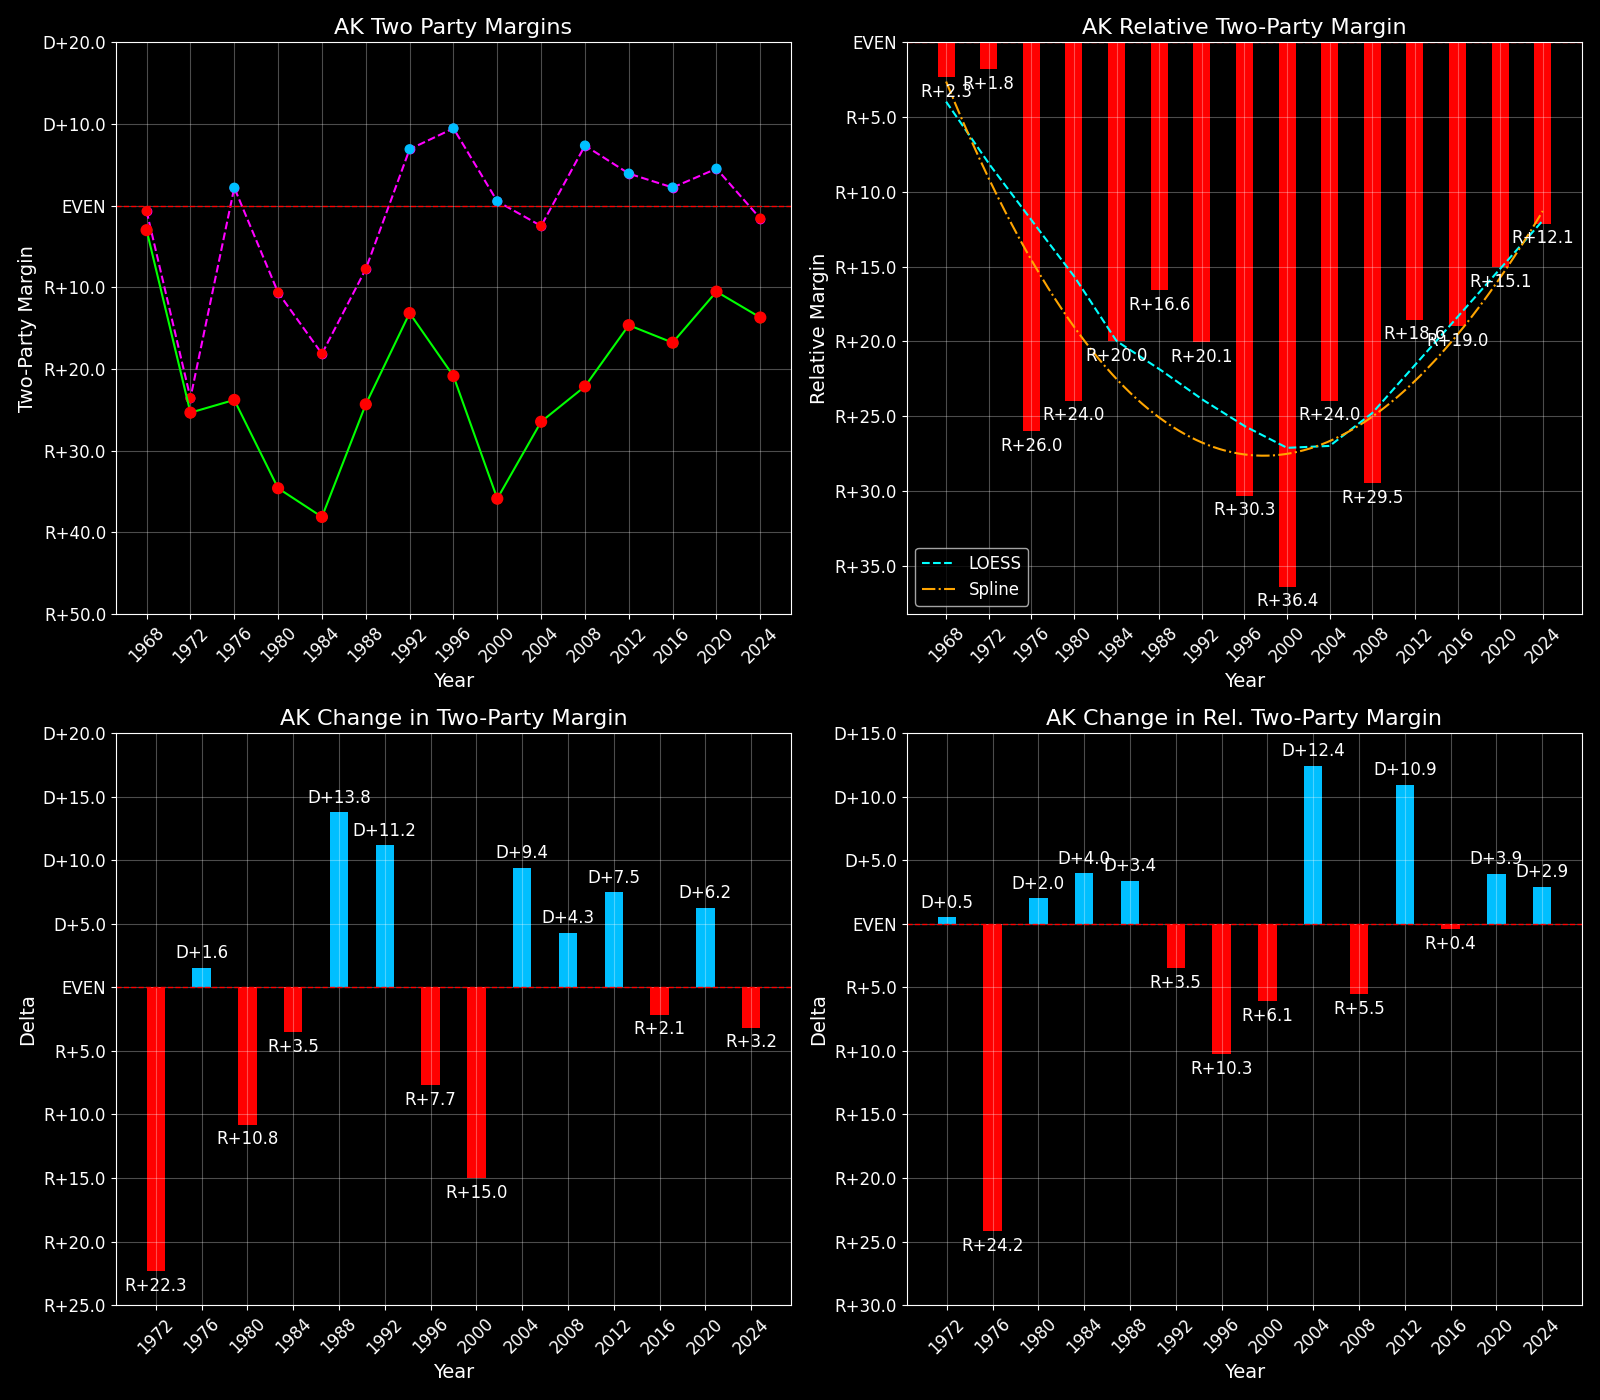 AK Two Party Margins
D+20.0
D+10.0
EVEN
R+10.0
R+20.0
R+30.0
R+40.0
R+50.0
Two-Party Margin
1968 1972 1976 1980 1984 1988 1992 1996 2000 2004 2008 2012 2016 2020 2024
Year
AK Relative Two-Party Margin
EVEN
R+5.0
R+10.0
R+15.0
R+20.0
R+25.0
R+30.0
R+35.0
Relative Margin
R+2.3
R+1.8
R+26.0
R+24.0
R+20.0
R+16.6
R+20.1
R+30.3
R+36.4
R+24.0
R+29.5
R+18.6
R+19.0
R+15.1
R+12.1
LOESS
Spline
1968 1972 1976 1980 1984 1988 1992 1996 2000 2004 2008 2012 2016 2020 2024
Year
AK Change in Two-Party Margin
D+20.0
D+15.0
D+10.0
D+5.0
EVEN
R+5.0
R+10.0
R+15.0
R+20.0
R+25.0
Delta
R+22.3
D+1.6
R+10.8
R+3.5
D+13.8
D+11.2
R+7.7
R+15.0
D+9.4
D+4.3
D+7.5
R+2.1
D+6.2
R+3.2
1972 1976 1980 1984 1988 1992 1996 2000 2004 2008 2012 2016 2020 2024
Year
AK Change in Rel. Two-Party Margin
D+15.0
D+10.0
D+5.0
EVEN
R+5.0
R+10.0
R+15.0
R+20.0
R+25.0
R+30.0
Delta
D+0.5
R+24.2
D+2.0
D+4.0
D+3.4
R+3.5
R+10.3
R+6.1
D+12.4
R+5.5
D+10.9
R+0.4
D+3.9
D+2.9
1972 1976 1980 1984 1988 1992 1996 2000 2004 2008 2012 2016 2020 2024
Year